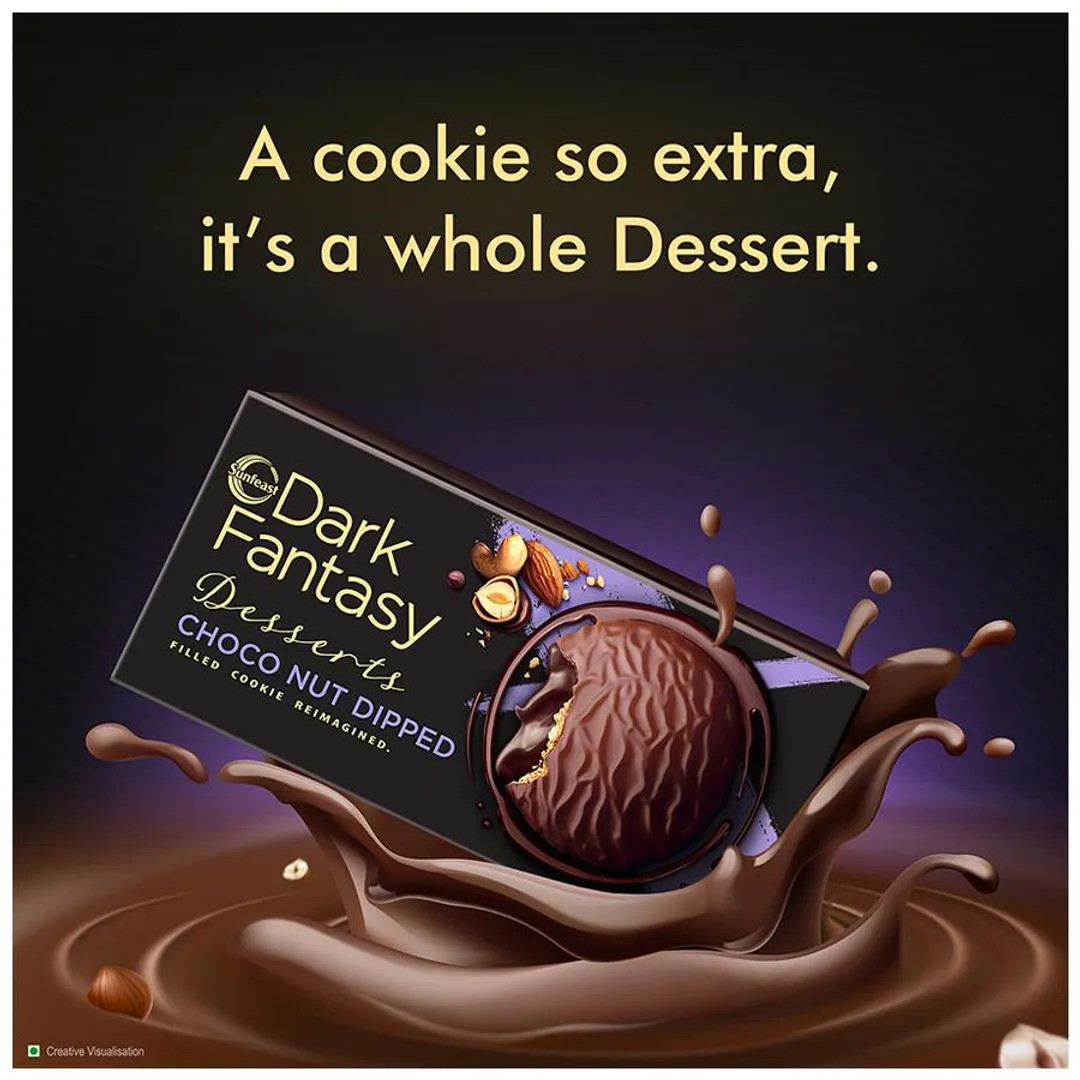 A cookie so extra,
it's a whole Dessert.
Sunfeast
Dark
Fantasy
Desserts
CHOCO NUT DIPPED
FILLED COOKIE REIMAGINED.
Creative Visualisation